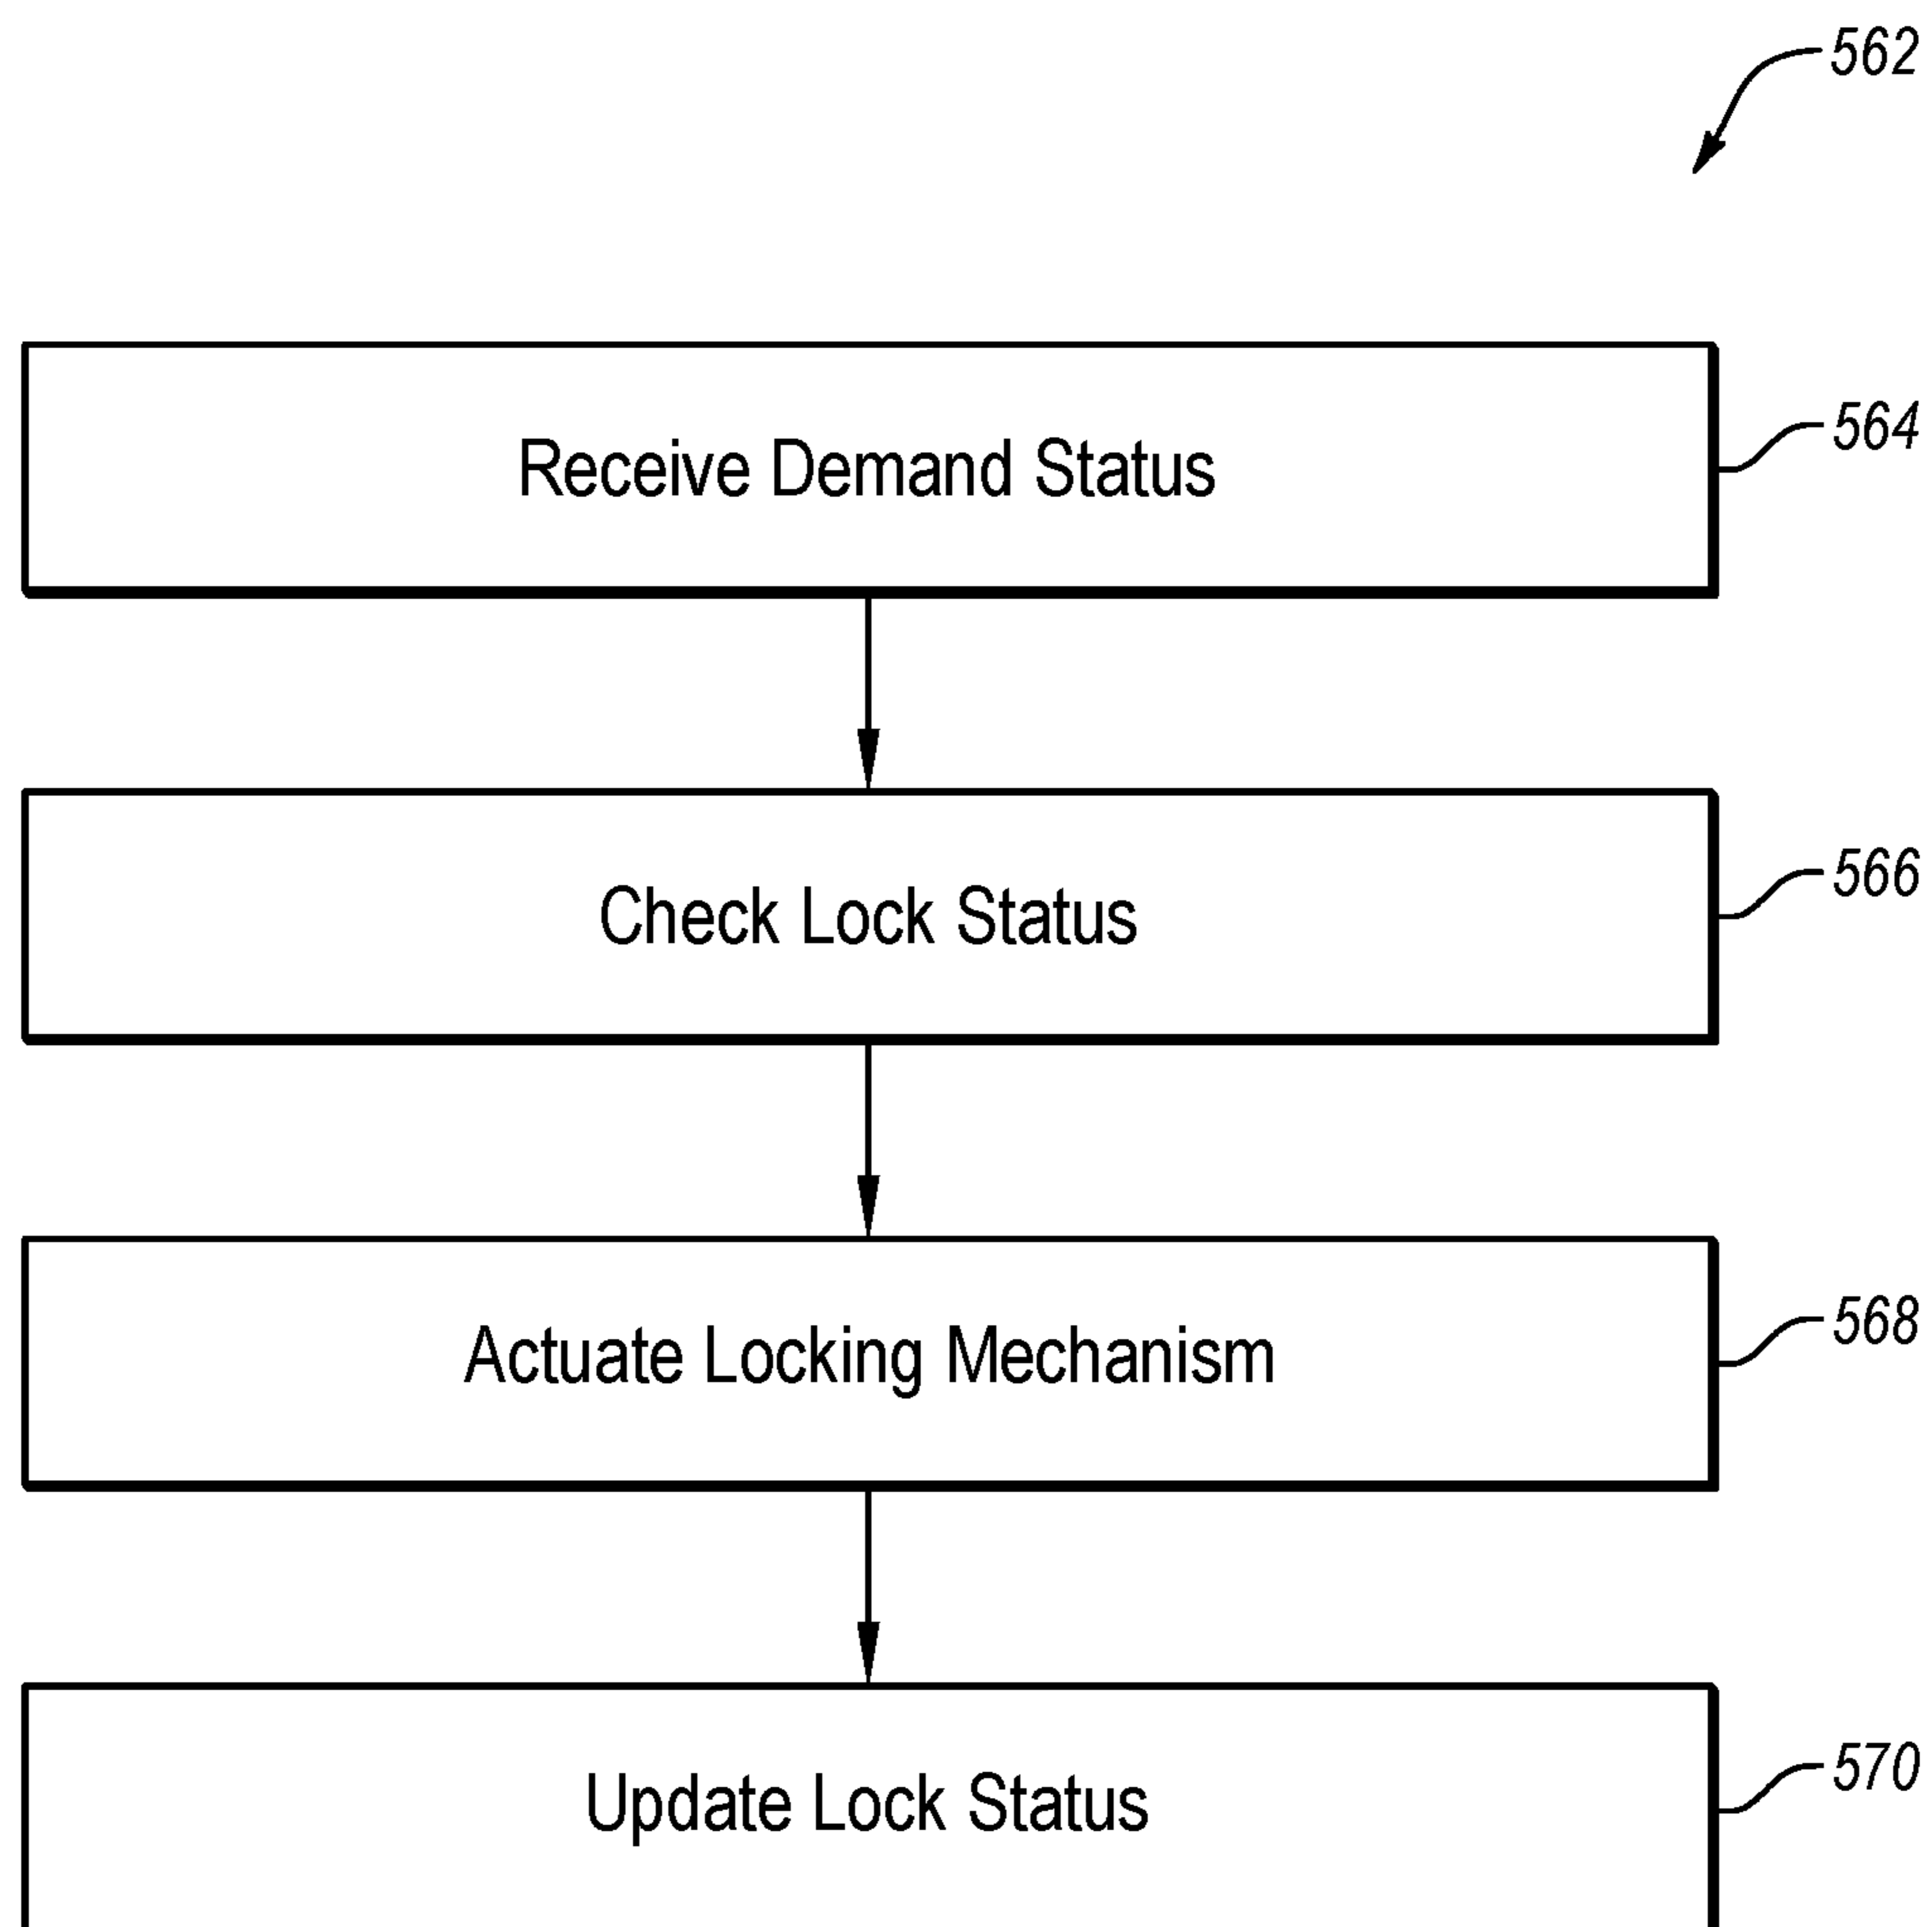 562
Receive Demand Status
564
Check Lock Status
566
Actuate Locking Mechanism
568
Update Lock Status
570